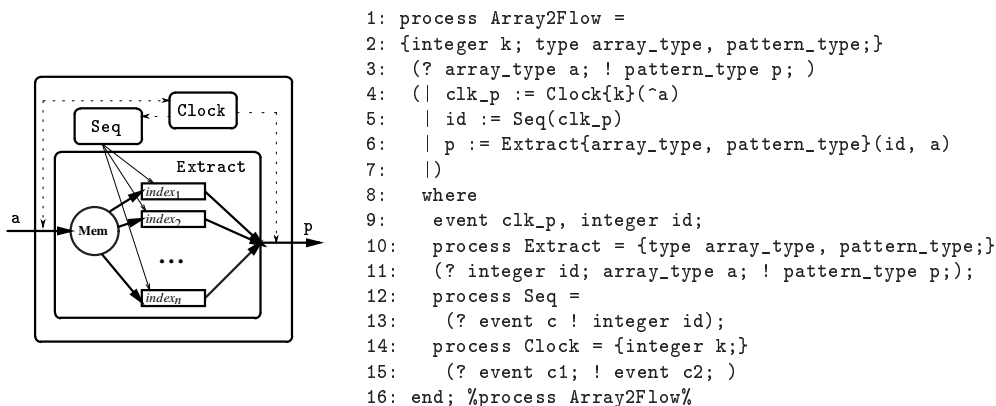 Clock
Seq
Extract
a
Mem
index1
index2
...
indexn
p
1: process Array2Flow =
2: {integer k; type array_type, pattern_type;}
3: (? array_type a; ! pattern_type p; )
4: (| clk_p := Clock{k}(^a)
5: | id := Seq(clk_p)
6: | p := Extract{array_type, pattern_type}(id, a)
7: |)
8: where
9: event clk_p, integer id;
10: process Extract = {type array_type, pattern_type;}
11: (? integer id; array_type a; ! pattern_type p;);
12: process Seq =
13: (? event c ! integer id);
14: process Clock = {integer k;}
15: (? event c1; ! event c2; )
16: end; %process Array2Flow%